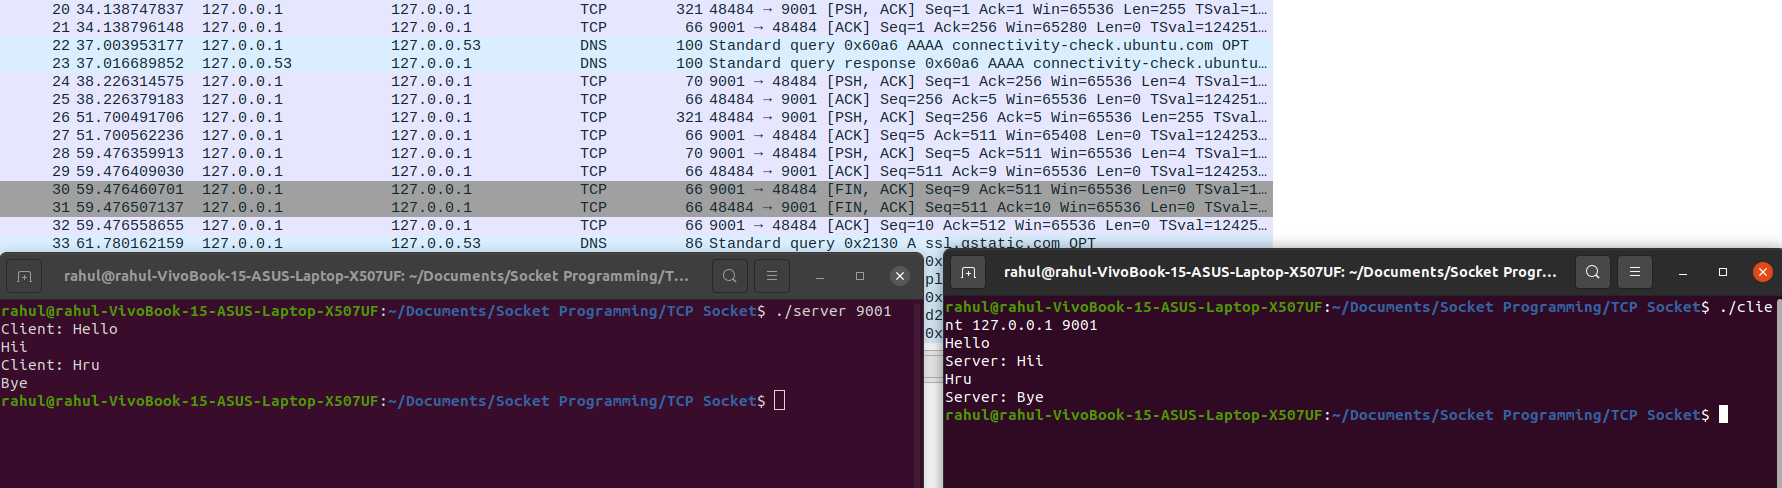 20 34.138747837 127.0.0.1 127.0.0.1 TCP 321 48484 → 9001 [PSH, ACK] Seq=1 Ack=1 Win=65536 Len=255 TSval=1…
21 34.138796148 127.0.0.1 127.0.0.1 TCP 66 9001 → 48484 [ACK] Seq=1 Ack=256 Win=65280 Len=0 TSval=124251…
22 37.003953177 127.0.0.1 127.0.0.53 DNS 100 Standard query 0x60a6 AAAA connectivity-check.ubuntu.com OPT
23 37.016689852 127.0.0.53 127.0.0.1 DNS 100 Standard query response 0x60a6 AAAA connectivity-check.ubuntu…
24 38.226314575 127.0.0.1 127.0.0.1 TCP 70 9001 → 48484 [PSH, ACK] Seq=1 Ack=256 Win=65536 Len=4 TSval=1…
25 38.226379183 127.0.0.1 127.0.0.1 TCP 66 48484 → 9001 [ACK] Seq=256 Ack=5 Win=65536 Len=0 TSval=124251…
26 51.700491706 127.0.0.1 127.0.0.1 TCP 321 48484 → 9001 [PSH, ACK] Seq=256 Ack=5 Win=65536 Len=255 TSval=1…
27 51.700562236 127.0.0.1 127.0.0.1 TCP 66 9001 → 48484 [ACK] Seq=5 Ack=511 Win=65408 Len=0 TSval=124253…
28 59.476359913 127.0.0.1 127.0.0.1 TCP 70 9001 → 48484 [PSH, ACK] Seq=5 Ack=511 Win=65536 Len=4 TSval=1…
29 59.476409030 127.0.0.1 127.0.0.1 TCP 66 48484 → 9001 [ACK] Seq=511 Ack=9 Win=65536 Len=0 TSval=124253…
30 59.476460701 127.0.0.1 127.0.0.1 TCP 66 9001 → 48484 [FIN, ACK] Seq=9 Ack=511 Win=65536 Len=0 TSval=1…
31 59.476507137 127.0.0.1 127.0.0.1 TCP 66 48484 → 9001 [FIN, ACK] Seq=511 Ack=10 Win=65536 Len=0 TSval=…
32 59.476558655 127.0.0.1 127.0.0.1 TCP 66 9001 → 48484 [ACK] Seq=10 Ack=512 Win=65536 Len=0 TSval=12425…
33 61.780162159 127.0.0.1 127.0.0.53 DNS 86 Standard query 0x2130 A ssl.gstatic.com OPT
rahul@rahul-VivoBook-15-ASUS-Laptop-X507UF: ~/Documents/Socket Programming/T...
rahul@rahul-VivoBook-15-ASUS-Laptop-X507UF:~/Documents/Socket Programming/TCP Socket$ ./server 9001
Client: Hello
Hii
Client: Hru
Bye
rahul@rahul-VivoBook-15-ASUS-Laptop-X507UF:~/Documents/Socket Programming/TCP Socket$
0x
pl
0x
d2
0x
rahul@rahul-VivoBook-15-ASUS-Laptop-X507UF: ~/Documents/Socket Progr...
rahul@rahul-VivoBook-15-ASUS-Laptop-X507UF:~/Documents/Socket Programming/TCP Socket$ ./clie
nt 127.0.0.1 9001
Hello
Server: Hii
Hru
Server: Bye
rahul@rahul-VivoBook-15-ASUS-Laptop-X507UF:~/Documents/Socket Programming/TCP Socket$